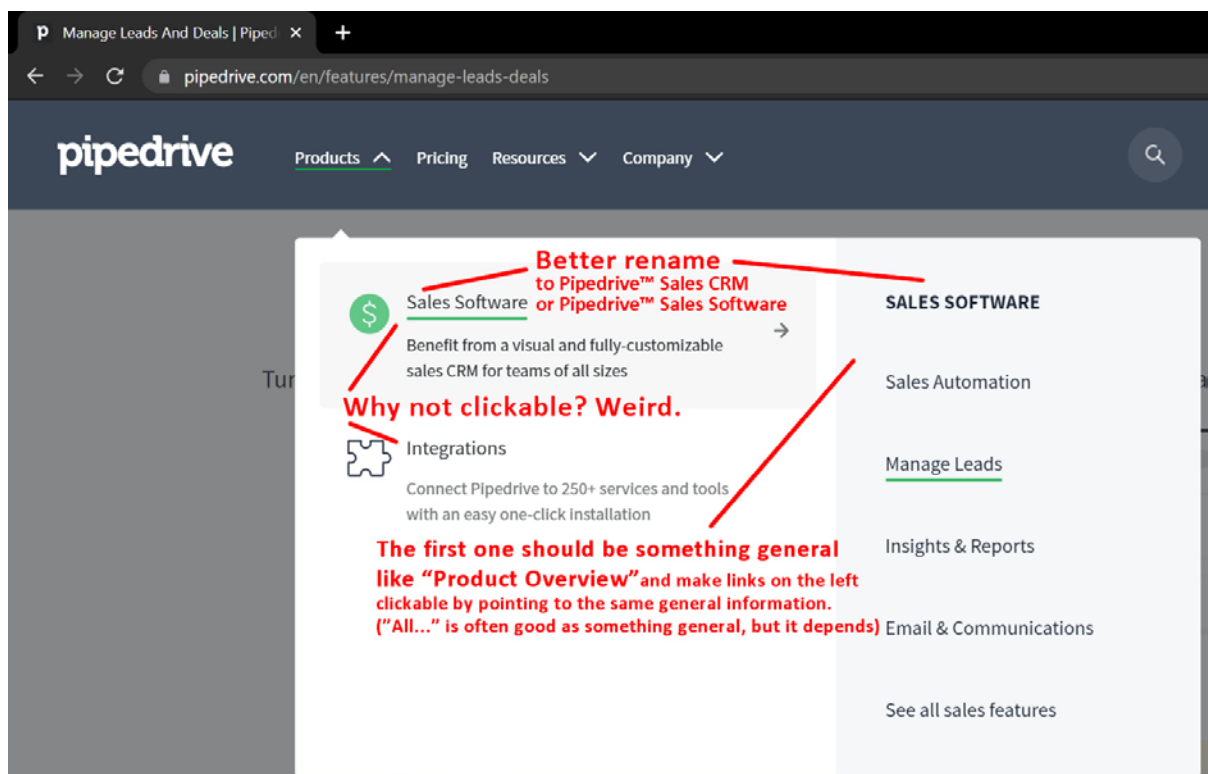 Manage Leads And Deals | Piped
pipedrive.com/en/features/manage-leads-deals
pipedrive
Products
Pricing
Resources
Company
Tur
Better rename
to Pipedrive™ Sales CRM
or Pipedrive™ Sales Software
Sales Software
Benefit from a visual and fully-customizable
sales CRM for teams of all sizes
Why not clickable? Weird.
Integrations
Connect Pipedrive to 250+ services and tools
with an easy one-click installation
The first one should be something general
like “Product Overview” and make links on the left
clickable by pointing to the same general information.
("All..." is often good as something general, but it depends)
SALES SOFTWARE
Sales Automation
Manage Leads
Insights & Reports
Email & Communications
See all sales features